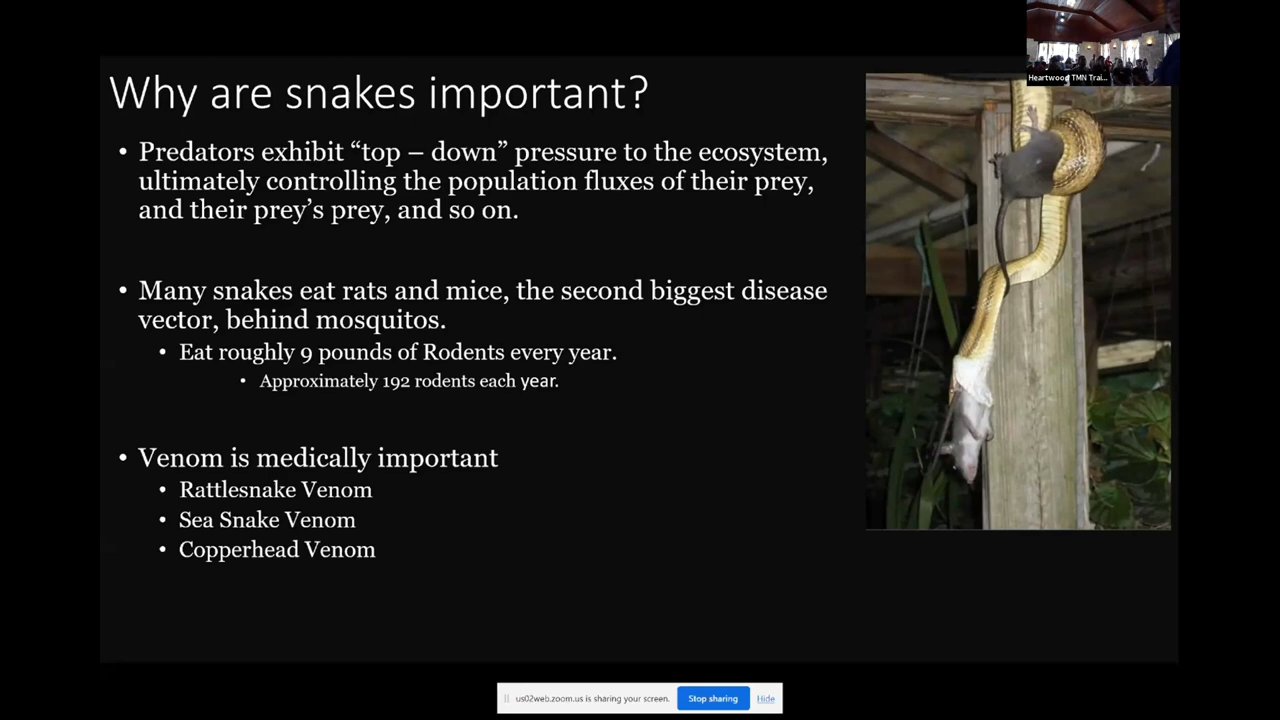 Heartwood TMN Trai...
Why are snakes important?
• Predators exhibit “top – down” pressure to the ecosystem,
ultimately controlling the population fluxes of their prey,
and their prey’s prey, and so on.
• Many snakes eat rats and mice, the second biggest disease
vector, behind mosquitos.
• Eat roughly 9 pounds of Rodents every year.
• Approximately 192 rodents each year.
• Venom is medically important
• Rattlesnake Venom
• Sea Snake Venom
• Copperhead Venom
us02web.zoom.us is sharing your screen. Stop sharing Hide